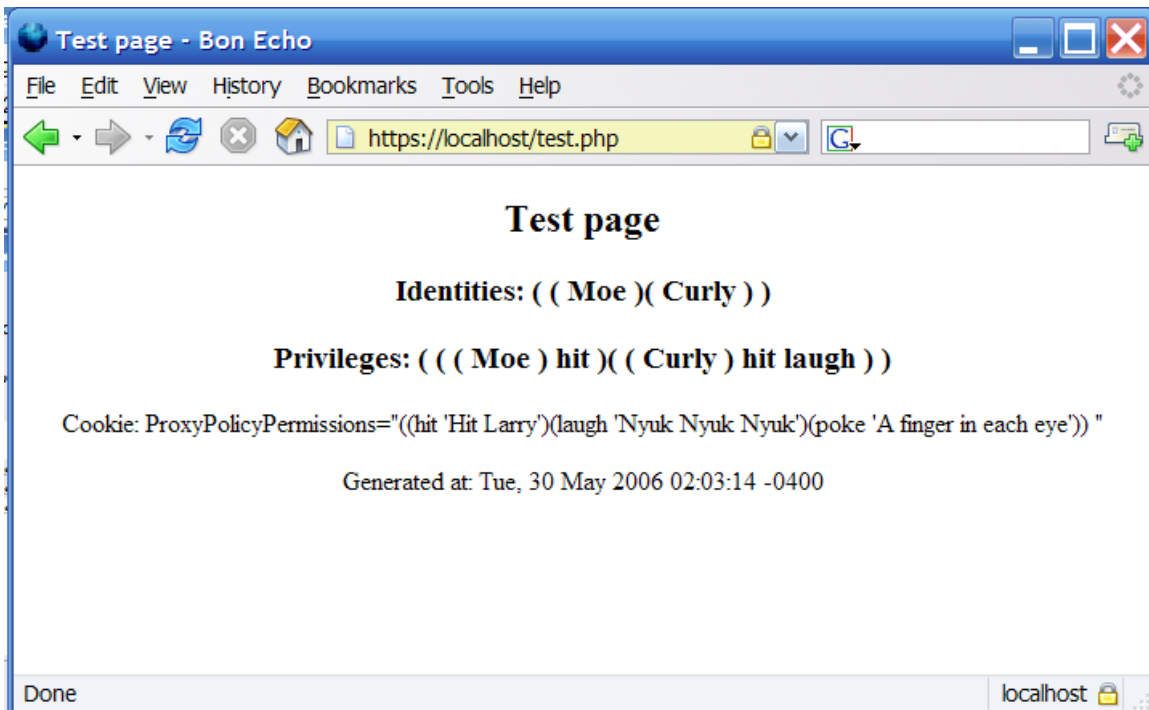 Test page - Bon Echo
File Edit View History Bookmarks Tools Help
https://localhost/test.php G
Test page
Identities: ( ( Moe )( Curly ) )
Privileges: ( ( ( Moe ) hit )( ( Curly ) hit laugh ) )
Cookie: ProxyPolicyPermissions="((hit 'Hit Larry')(laugh 'Nyuk Nyuk Nyuk')(poke 'A finger in each eye')) "
Generated at: Tue, 30 May 2006 02:03:14 -0400
Done localhost